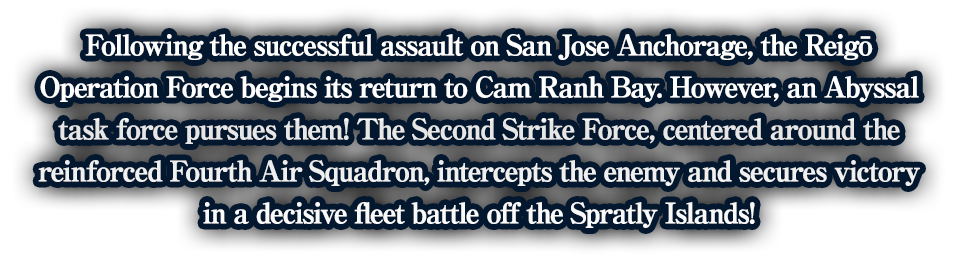 Following the successful assault on San Jose Anchorage, the Reigō
Operation Force begins its return to Cam Ranh Bay. However, an Abyssal
task force pursues them! The Second Strike Force, centered around the
reinforced Fourth Air Squadron, intercepts the enemy and secures victory
in a decisive fleet battle off the Spratly Islands!